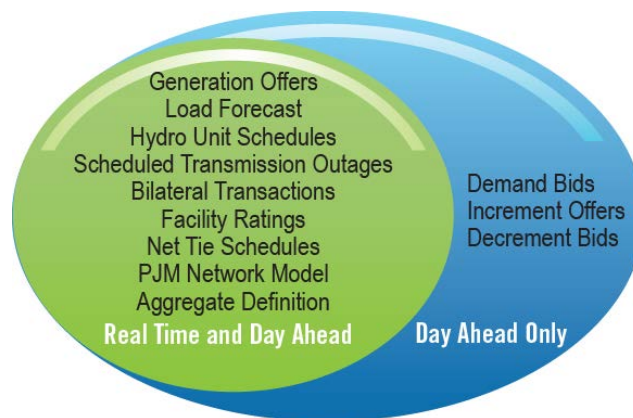 Generation Offers
Load Forecast
Hydro Unit Schedules
Scheduled Transmission Outages
Bilateral Transactions
Facility Ratings
Net Tie Schedules
PJM Network Model
Aggregate Definition
Real Time and Day Ahead
Demand Bids
Increment Offers
Decrement Bids
Day Ahead Only